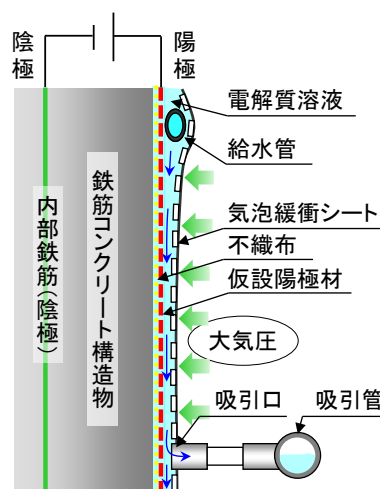 陰極
陽極
電解質溶液
給水管
気泡緩衝シート
不織布
仮設陽極材
大気圧
吸引口
吸引管
鉄筋コンクリート構造物
内部鉄筋(陰極)